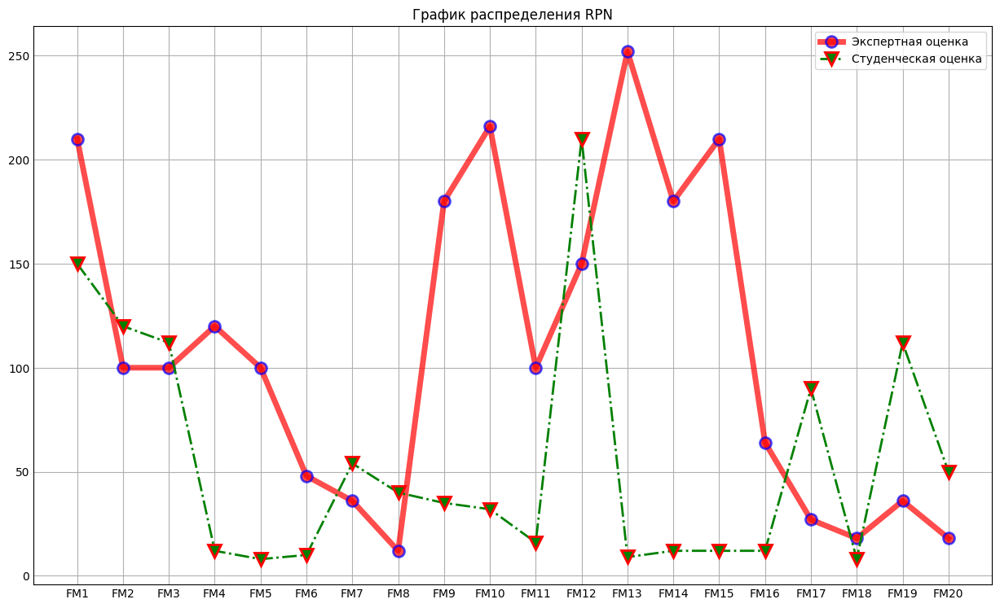 График распределения RPN
Экспертная оценка
Студенческая оценка
250
200
150
100
50
0
FM1 FM2 FM3 FM4 FM5 FM6 FM7 FM8 FM9 FM10 FM11 FM12 FM13 FM14 FM15 FM16 FM17 FM18 FM19 FM20